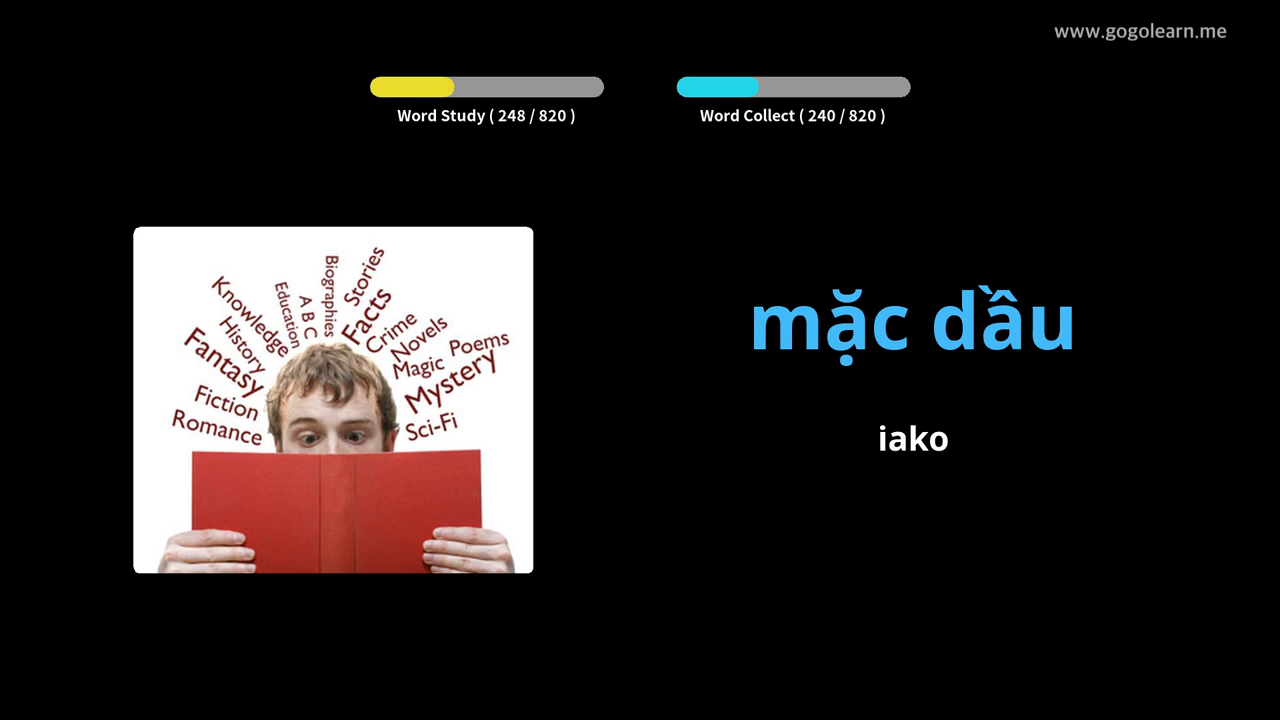 www.gogolearn.me
Word Study ( 248 / 820 )
Word Collect ( 240 / 820 )
Romance
Fiction
Fantasy
History
Knowledge
Education
A B C
Biographies
Stories
Facts
Crime
Novels
Magic
Poems
Mystery
Sci-Fi
mặc dầu
iako